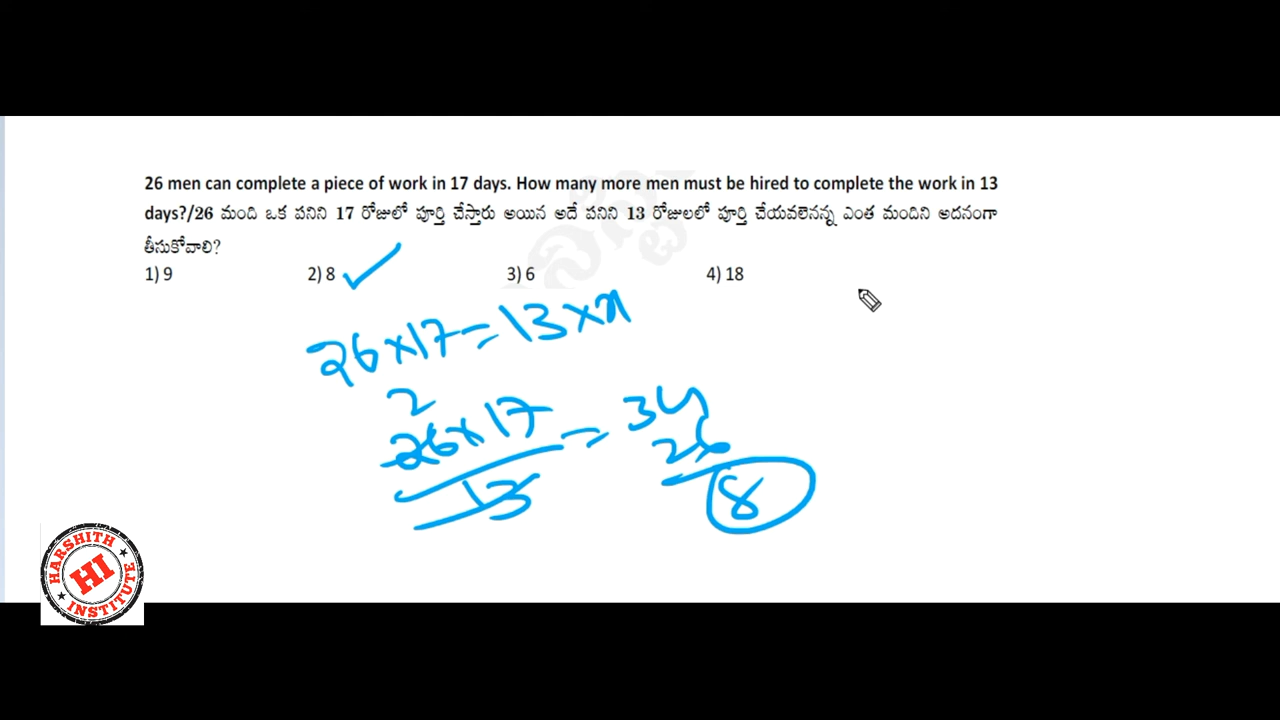 26 men can complete a piece of work in 17 days. How many more men must be hired to complete the work in 13
days?/26 మంది ఒక పనిని 17 రోజులో పూర్తి చేస్తారు అయిన అదే పనిని 13 రోజులలో పూర్తి చేయవలెనన్న ఎంత మందిని అదనంగా
తీసుకోవాలి?
1) 9 2) 8 3) 6 4) 18
26×17=13×x
2
26×17 = 34
13 26
8
HARSHITH
HI
INSTITUTE